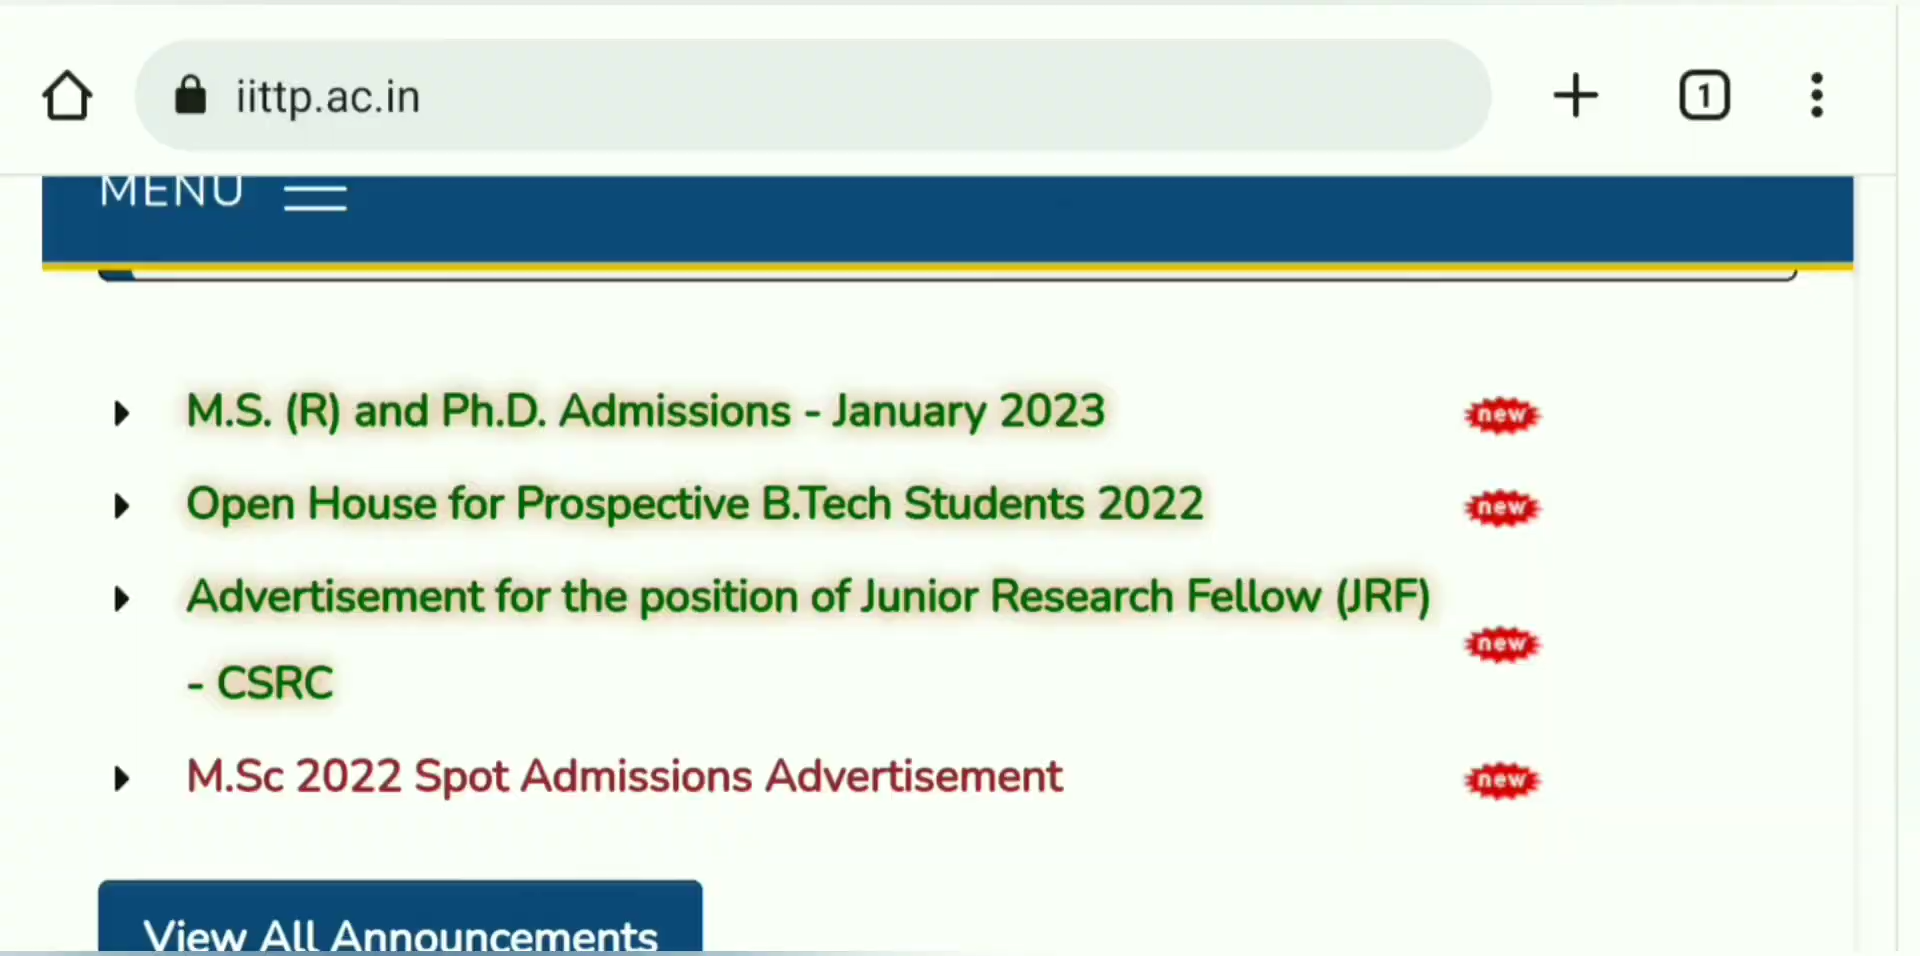 iittp.ac.in
1
MENU
M.S. (R) and Ph.D. Admissions - January 2023
new
Open House for Prospective B.Tech Students 2022
new
Advertisement for the position of Junior Research Fellow (JRF)
- CSRC
new
M.Sc 2022 Spot Admissions Advertisement
new
View All Announcements